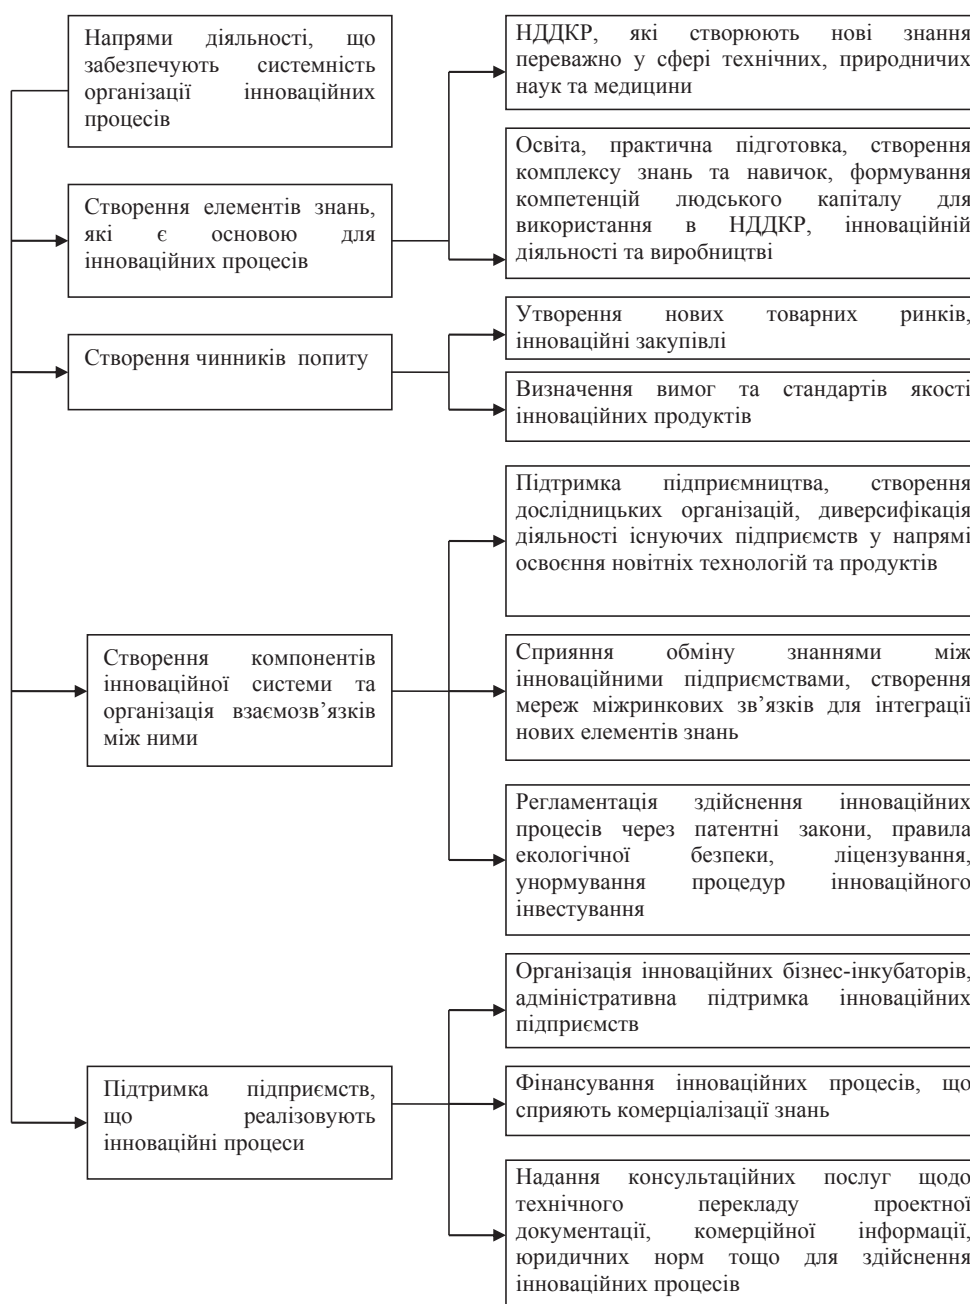 Напрями діяльності, що
забезпечують системність
організації інноваційних
процесів
НДДКР, які створюють нові знання
переважно у сфері технічних, природничих
наук та медицини
Освіта, практична підготовка, створення
комплексу знань та навичок, формування
компетенцій людського капіталу для
використання в НДДКР, інноваційній
діяльності та виробництві
Створення елементів знань,
які є основою для
інноваційних процесів
Утворення нових товарних ринків,
інноваційні закупівлі
Створення чинників попиту
Визначення вимог та стандартів якості
інноваційних продуктів
Підтримка підприємництва, створення
дослідницьких організацій, диверсифікація
діяльності існуючих підприємств у напрямі
освоєння новітніх технологій та продуктів
Створення компонентів
інноваційної системи та
організація взаємозв’язків
між ними
Сприяння обміну знаннями між
інноваційними підприємствами, створення
мереж міжринкових зв’язків для інтеграції
нових елементів знань
Регламентація здійснення інноваційних
процесів через патентні закони, правила
екологічної безпеки, ліцензування,
унормування процедур інноваційного
інвестування
Організація інноваційних бізнес-інкубаторів,
адміністративна підтримка інноваційних
підприємств
Підтримка підприємств,
що реалізовують
інноваційні процеси
Фінансування інноваційних процесів, що
сприяють комерціалізації знань
Надання консультаційних послуг щодо
технічного перекладу проектної
документації, комерційної інформації,
юридичних норм тощо для здійснення
інноваційних процесів